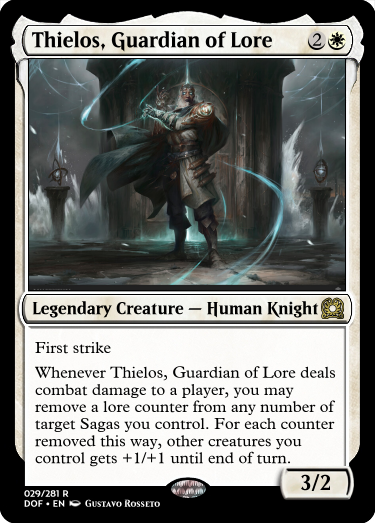 Thielos, Guardian of Lore 2
Legendary Creature — Human Knight
First strike
Whenever Thielos, Guardian of Lore deals
combat damage to a player, you may
remove a lore counter from any number of
target Sagas you control. For each counter
removed this way, other creatures you
control gets +1/+1 until end of turn.
3/2
029/281 R
DOF • EN Gustavo Rosseto